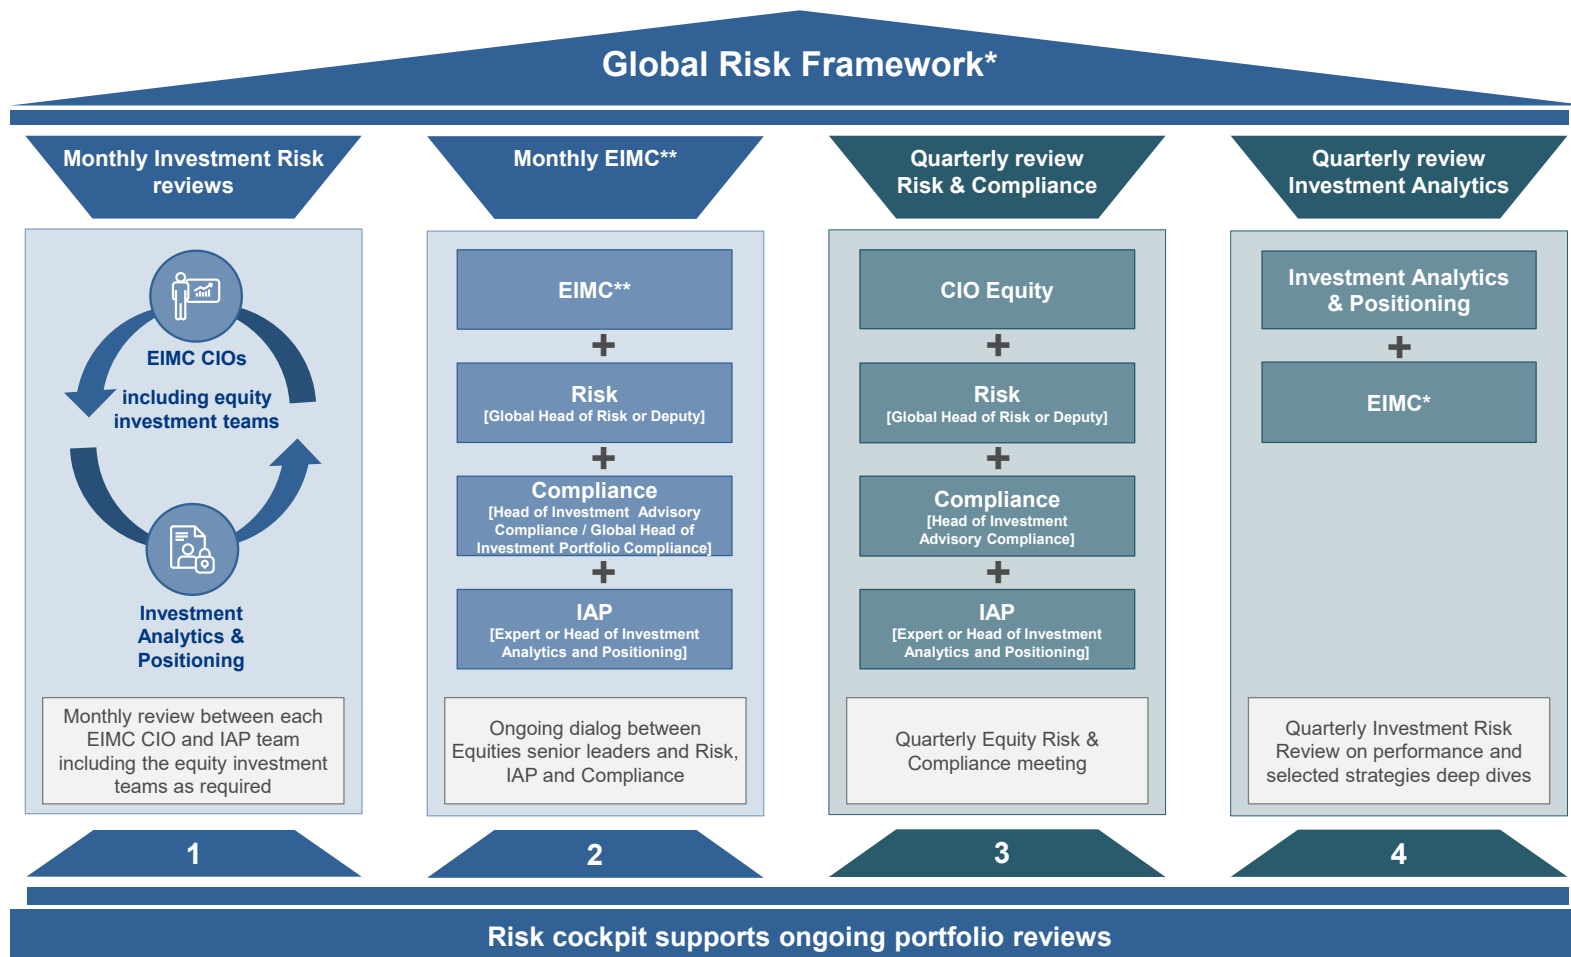 Global Risk Framework*
Monthly Investment Risk
reviews
EIMC CIOs
including equity
investment teams
Investment
Analytics &
Positioning
Monthly review between each
EIMC CIO and IAP team
including the equity investment
teams as required
1
Monthly EIMC**
EIMC**
+
Risk
[Global Head of Risk or Deputy]
+
Compliance
[Head of Investment Advisory
Compliance / Global Head of
Investment Portfolio Compliance]
+
IAP
[Expert or Head of Investment
Analytics and Positioning]
Ongoing dialog between
Equities senior leaders and Risk,
IAP and Compliance
2
Quarterly review
Risk & Compliance
CIO Equity
+
Risk
[Global Head of Risk or Deputy]
+
Compliance
[Head of Investment
Advisory Compliance]
+
IAP
[Expert or Head of Investment
Analytics and Positioning]
Quarterly Equity Risk &
Compliance meeting
3
Quarterly review
Investment Analytics
Investment Analytics
& Positioning
+
EIMC*
Quarterly Investment Risk
Review on performance and
selected strategies deep dives
4
Risk cockpit supports ongoing portfolio reviews